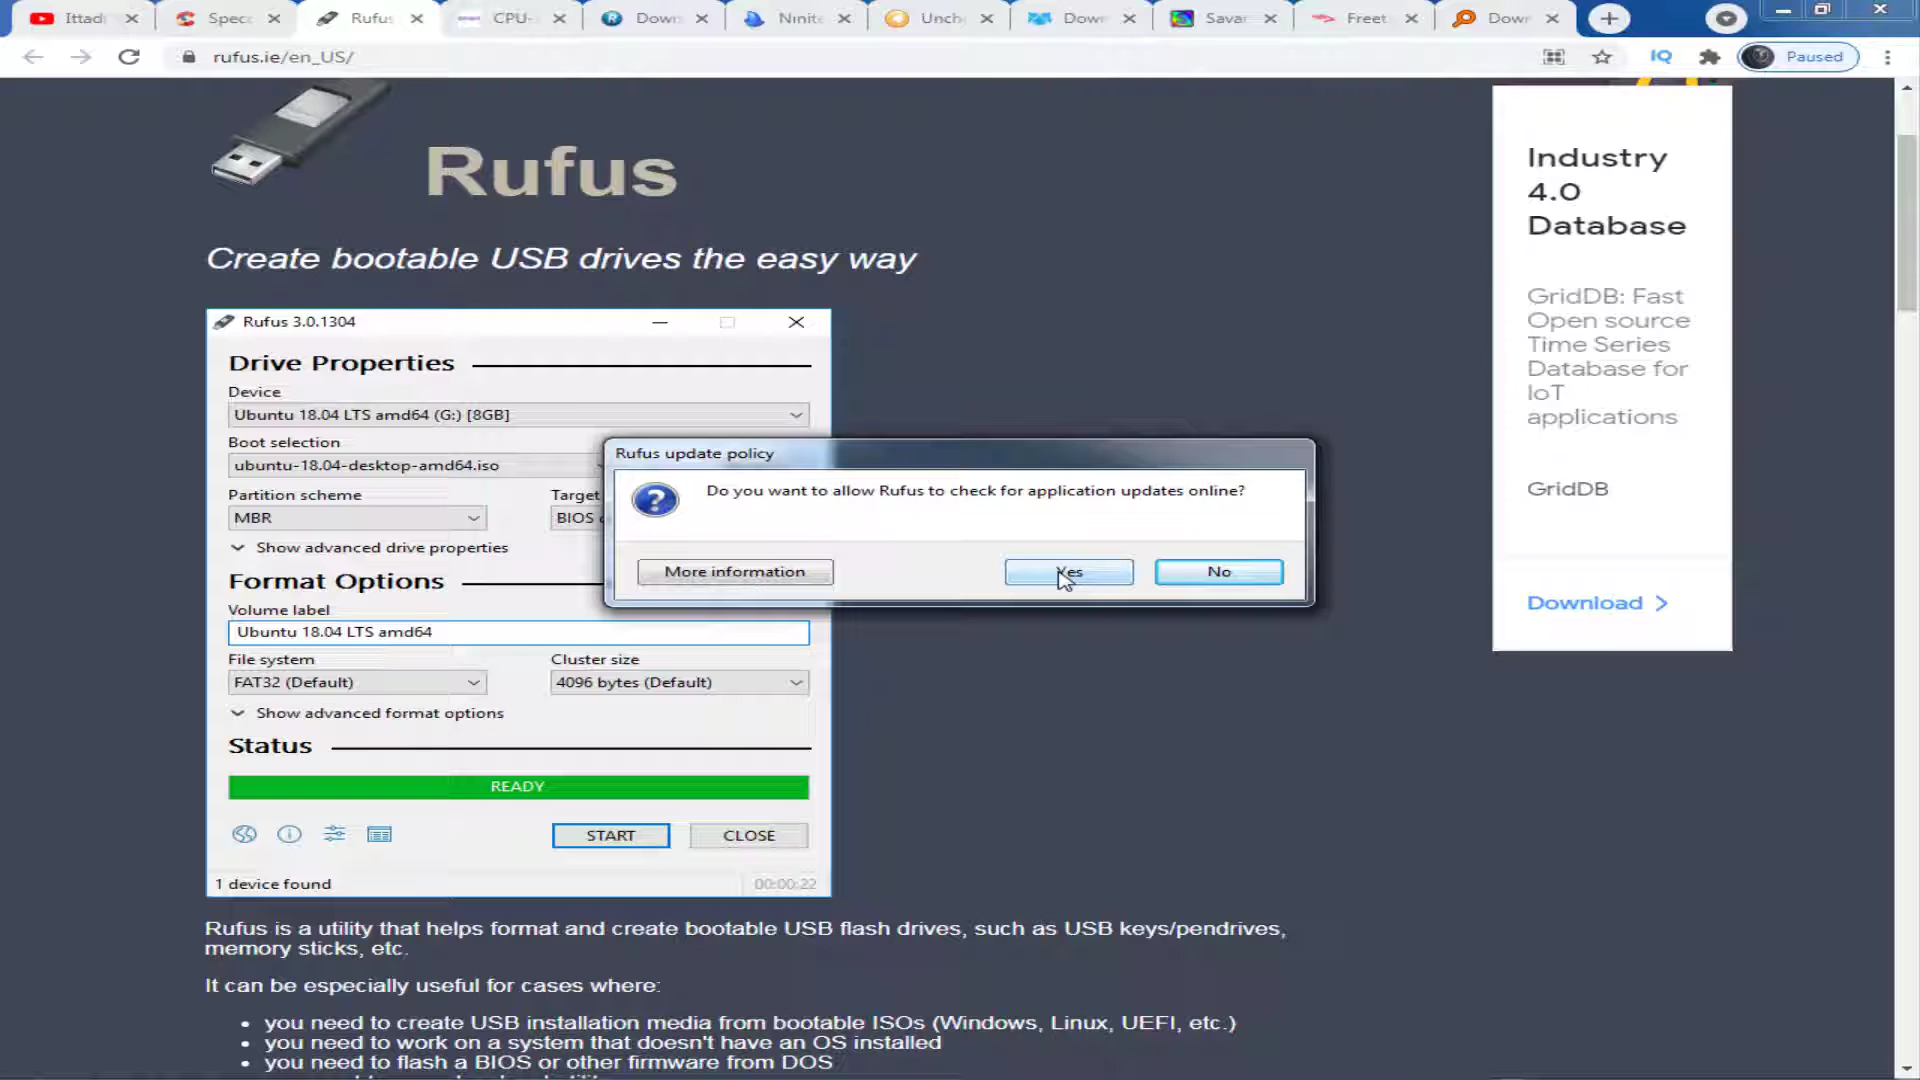 Ittad
Specc
Rufus
CPU-
Down
Ninite
Unch
Down
Savar
Freet
Down
rufus.ie/en_US/
IQ
Paused
Rufus
Create bootable USB drives the easy way
Rufus 3.0.1304
Drive Properties
Device
Ubuntu 18.04 LTS amd64 (G:) [8GB]
Boot selection
ubuntu-18.04-desktop-amd64.iso
Partition scheme
Target
MBR
BIOS
Show advanced drive properties
Format Options
Volume label
Ubuntu 18.04 LTS amd64
File system
Cluster size
FAT32 (Default)
4096 bytes (Default)
Show advanced format options
Status
READY
START
CLOSE
1 device found
00:00:22
Rufus update policy
Do you want to allow Rufus to check for application updates online?
More information
Yes
No
Industry
4.0
Database
GridDB: Fast
Open source
Time Series
Database for
IoT
applications
GridDB
Download
Rufus is a utility that helps format and create bootable USB flash drives, such as USB keys/pendrives,
memory sticks, etc.
It can be especially useful for cases where:
• you need to create USB installation media from bootable ISOs (Windows, Linux, UEFI, etc.)
• you need to work on a system that doesn't have an OS installed
• you need to flash a BIOS or other firmware from DOS